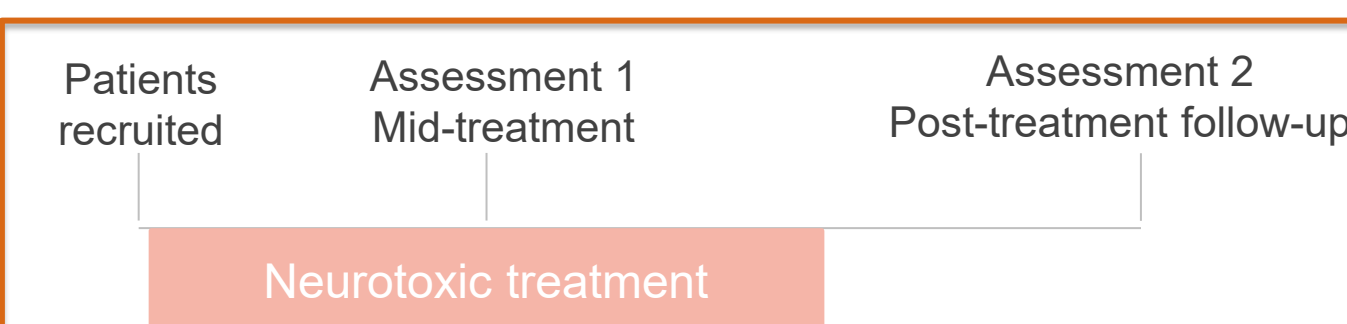 Patients
recruited
Assessment 1
Mid-treatment
Assessment 2
Post-treatment follow-up
Neurotoxic treatment